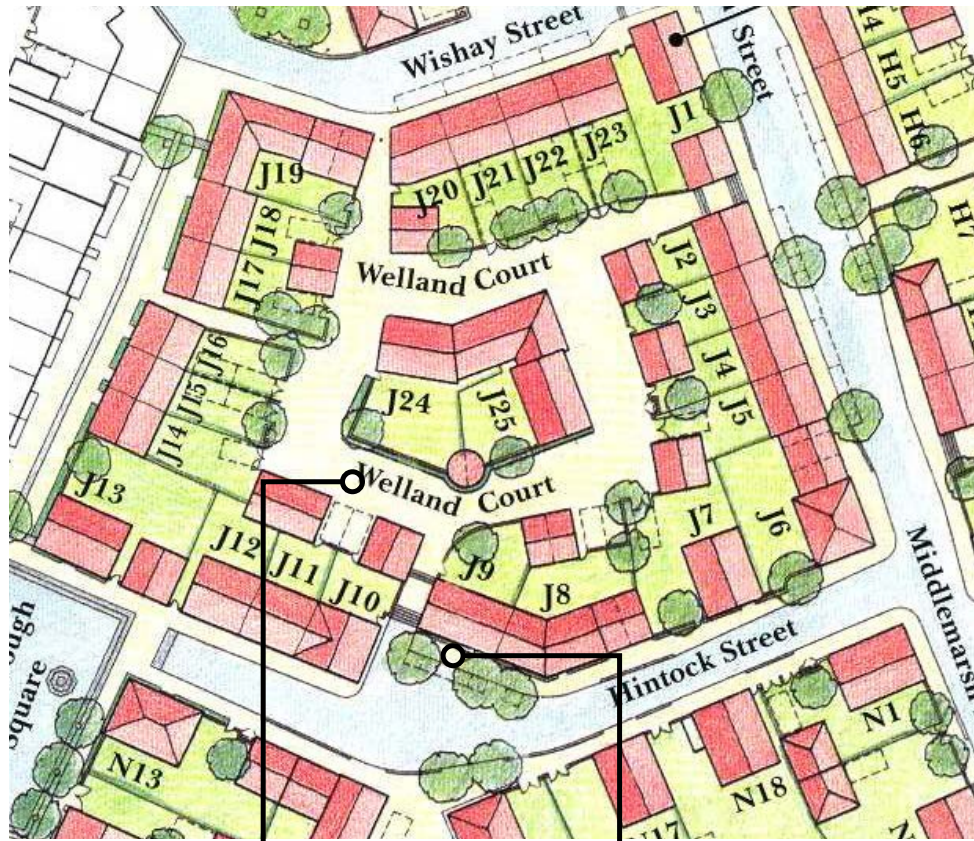 Wishay Street
Street
H4
H5
H6
H7
J1
J23
J22
J21
J20
J19
J18
J17
J16
J15
J14
J13
Welland Court
J2
J3
J4
J5
J24
J25
Welland Court
J6
J7
J8
J9
J10
J11
J12
Hintock Street
Middlemarsh
Square
N13
N1
N18
N17